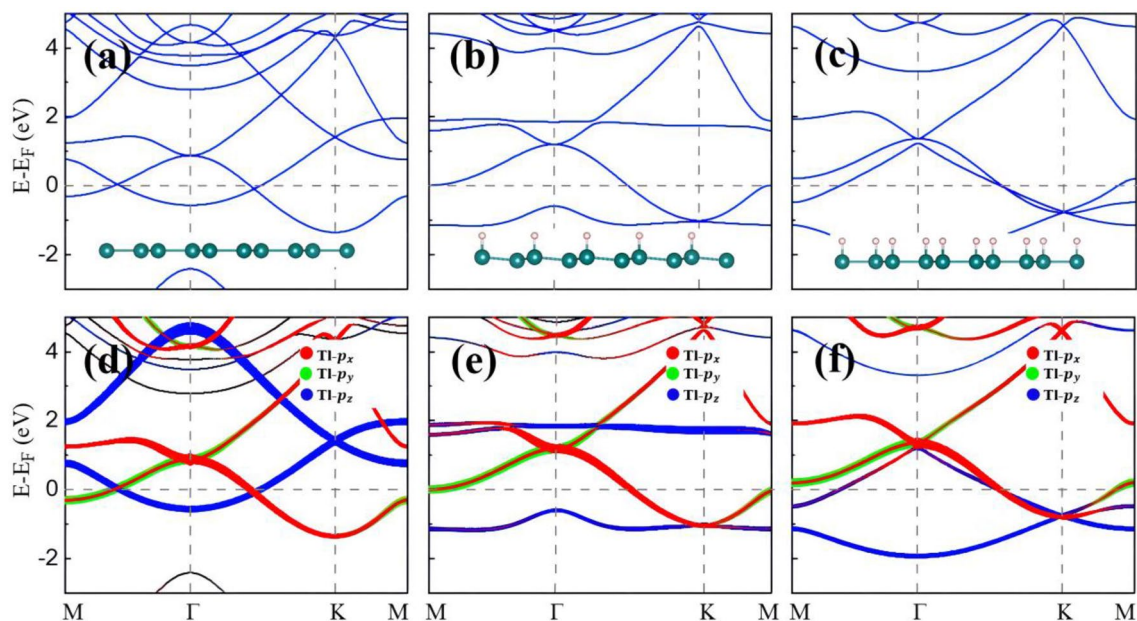 (a)
(b)
(c)
E-E_F (eV)
4
2
0
-2
(d)
Tl-p_x
Tl-p_y
Tl-p_z
(e)
Tl-p_x
Tl-p_y
Tl-p_z
(f)
Tl-p_x
Tl-p_y
Tl-p_z
E-E_F (eV)
4
2
0
-2
M Γ K M Γ K M Γ K M